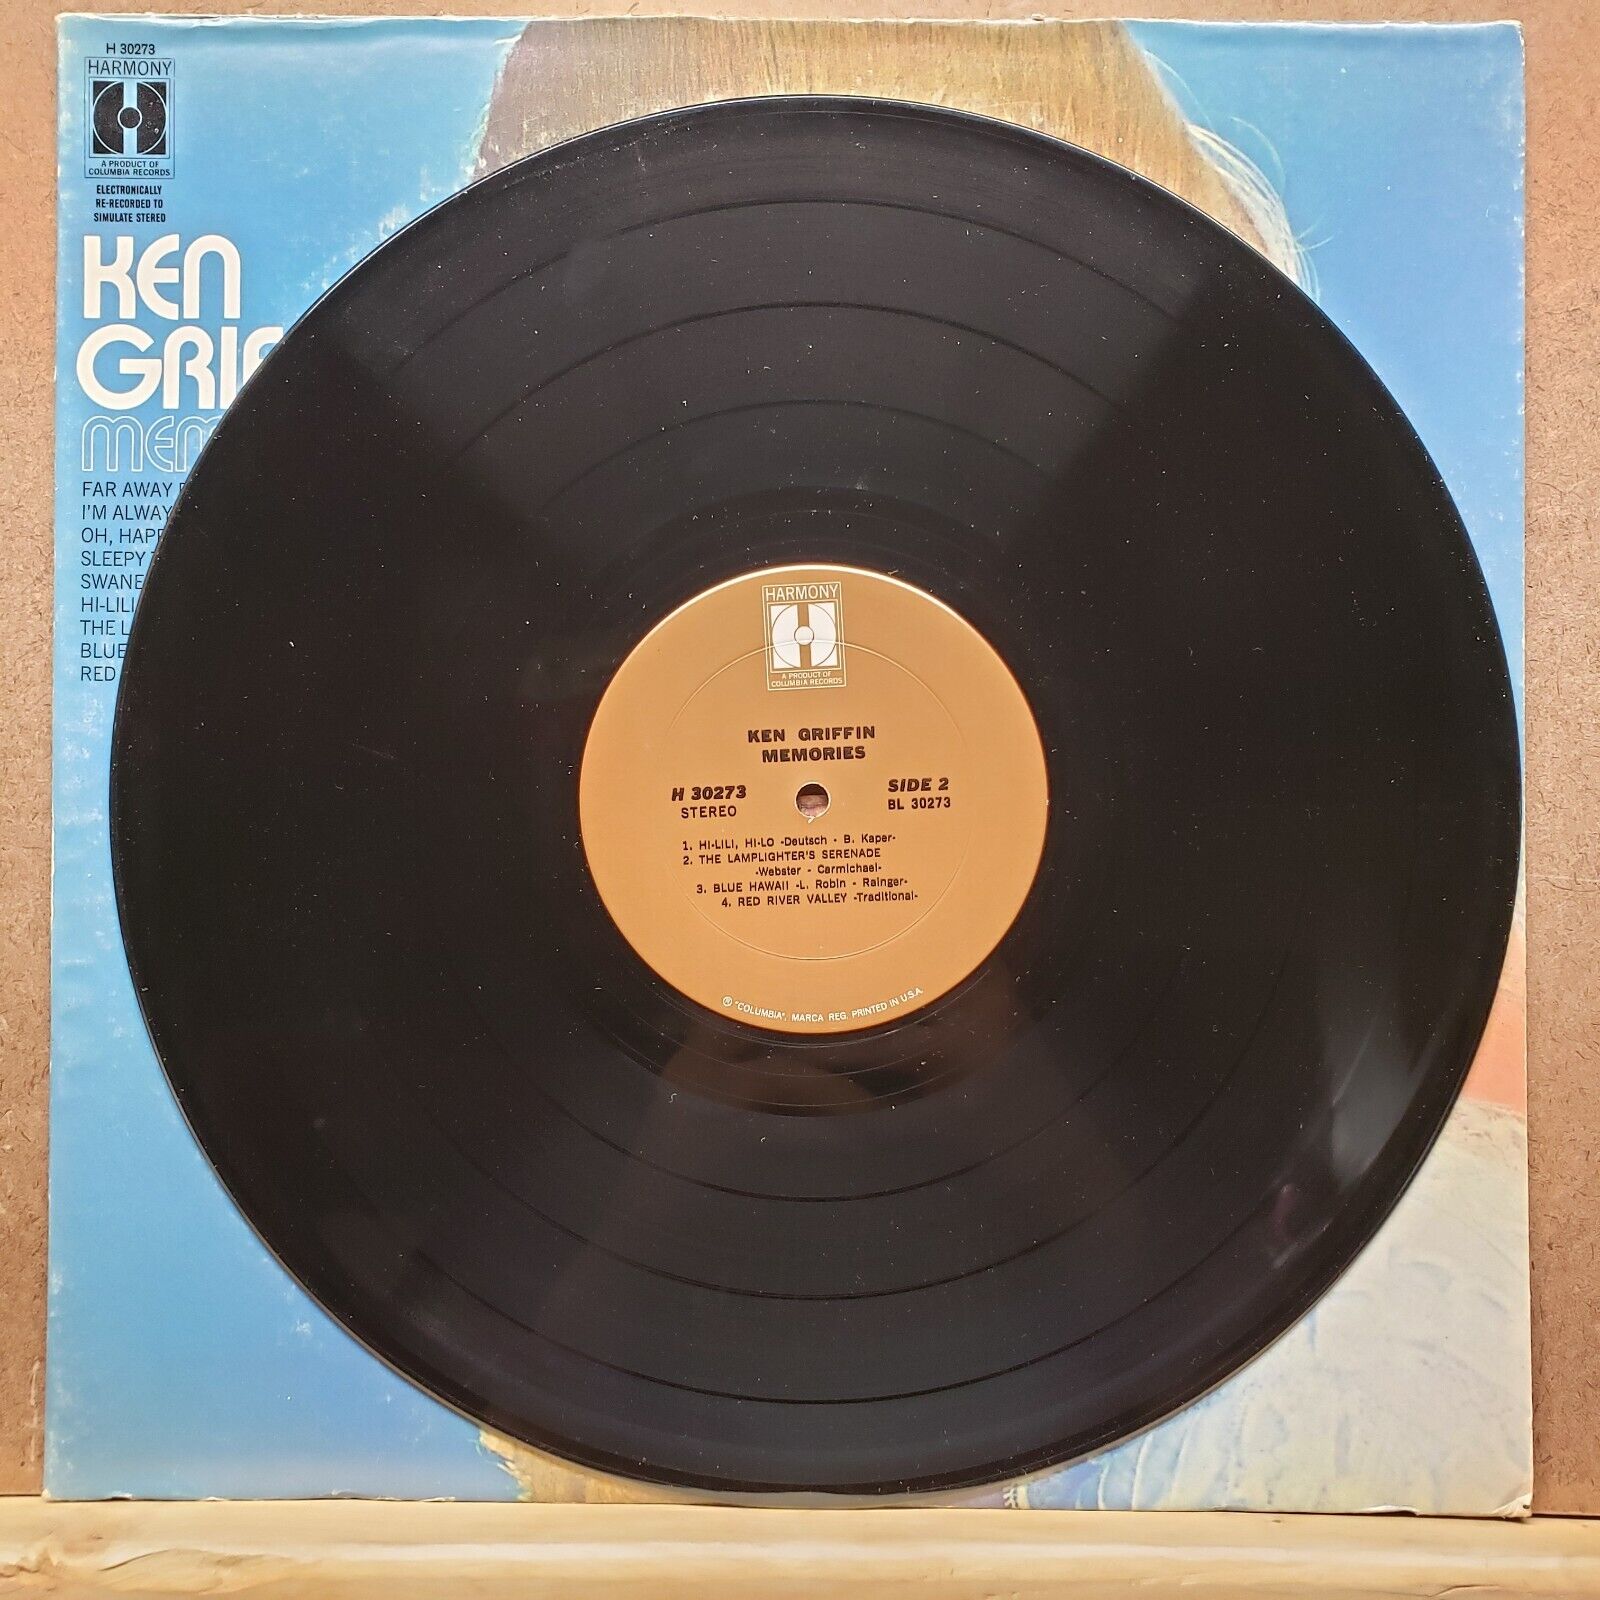 H 30273
HARMONY
A PRODUCT OF
COLUMBIA RECORDS
ELECTRONICALLY
RE-RECORDED TO
SIMULATE STEREO
KEN
GRIF
MEM
FAR AWAY
I'M ALWAY
OH, HAPP
SLEEPY
SWANE
HI-LILI
THE L
BLUE
RED
HARMONY
A PRODUCT OF
COLUMBIA RECORDS
KEN GRIFFIN
MEMORIES
H 30273
STEREO
SIDE 2
BL 30273
1. HI-LILI, HI-LO -Deutsch - B. Kaper-
2. THE LAMPLIGHTER'S SERENADE
-Webster - Carmichael-
3. BLUE HAWAII -L. Robin - Rainger-
4. RED RIVER VALLEY -Traditional-
® "COLUMBIA", MARCA REG. PRINTED IN U.S.A.